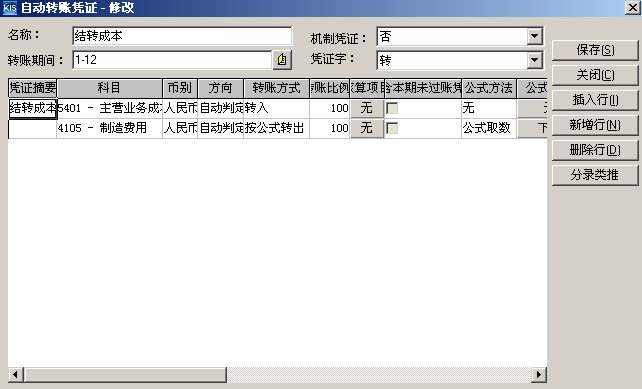 KIS 自动转账凭证 - 修改
名称： 结转成本 机制凭证： 否
转账期间： 1-12 凭证字： 转
保存(S)
关闭(C)
插入行(I)
新增行(N)
删除行(D)
分录类推
凭证摘要 科目 币别 方向 转账方式 账比例 算项目 含本期未过账凭 公式方法 公式
结转成本 5401 - 主营业务成 人民币 自动判定 转入 100 无 无
4105 - 制造费用 人民币 自动判定 按公式转出 100 无 公式取数 下